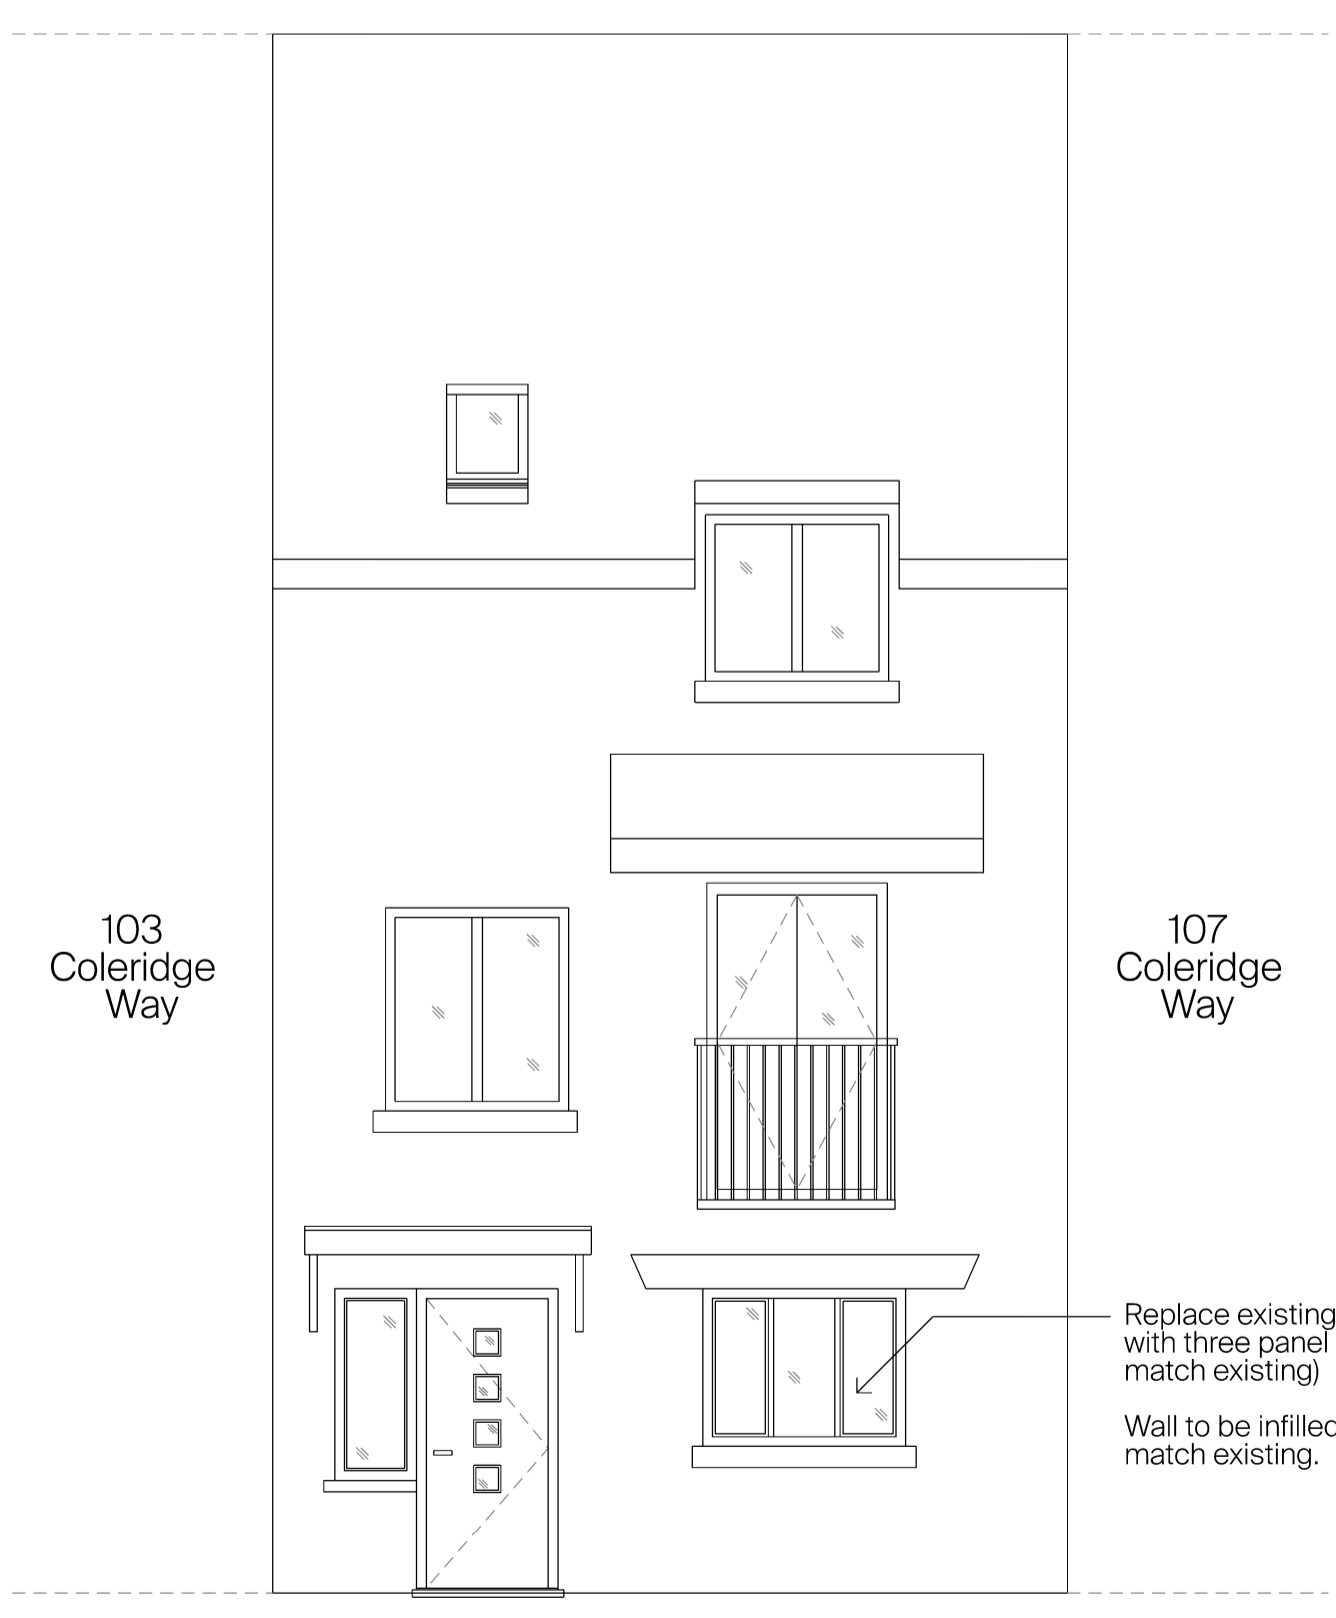 103
Coleridge
Way
107
Coleridge
Way
Replace existing
with three panel
match existing)
Wall to be infilled
match existing.